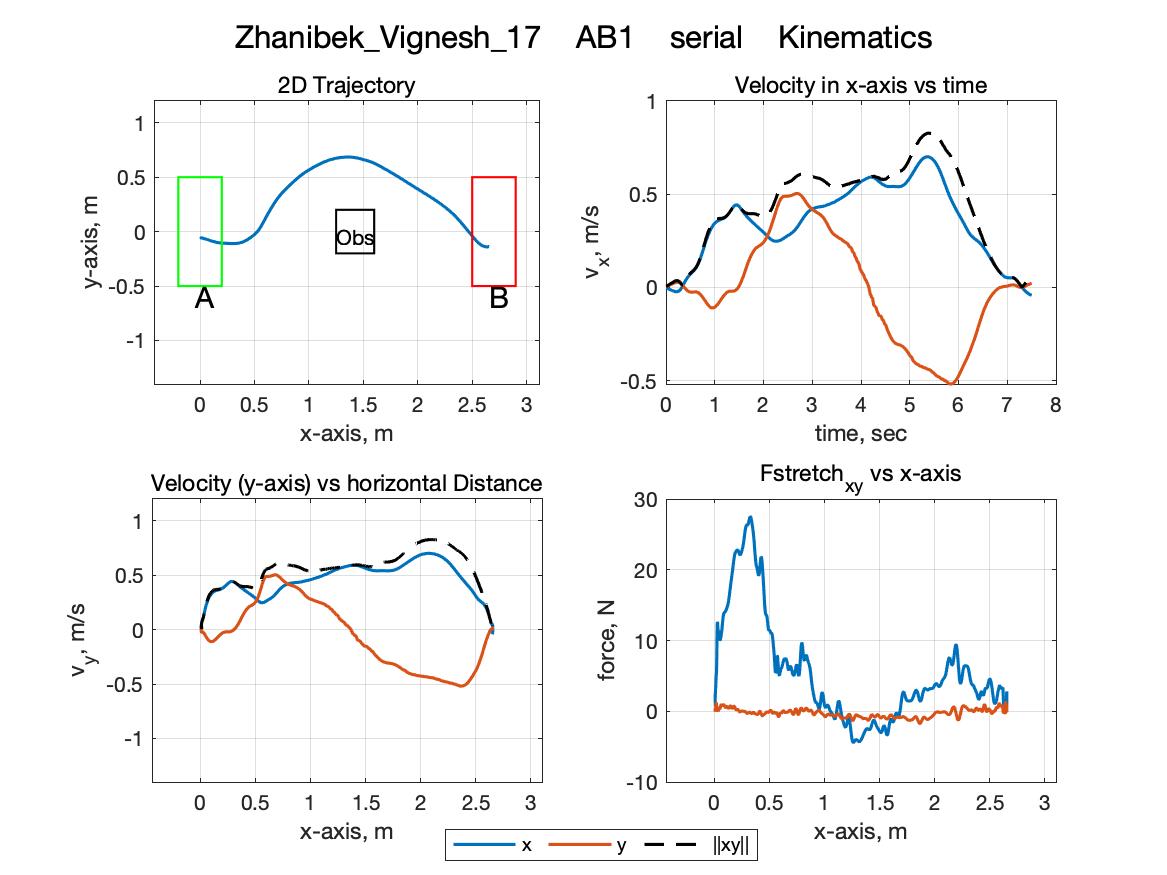 Zhanibek_Vignesh_17 AB1 serial Kinematics
2D Trajectory
1
0.5
0
-0.5
-1
y-axis, m
Obs
A
B
0 0.5 1 1.5 2 2.5 3
x-axis, m
Velocity in x-axis vs time
1
0.5
0
-0.5
v_x, m/s
0 1 2 3 4 5 6 7 8
time, sec
Velocity (y-axis) vs horizontal Distance
1
0.5
0
-0.5
-1
v_y, m/s
0 0.5 1 1.5 2 2.5 3
x-axis, m
Fstretch_xy vs x-axis
30
20
10
0
-10
force, N
0 0.5 1 1.5 2 2.5 3
x-axis, m
x y ||xy||